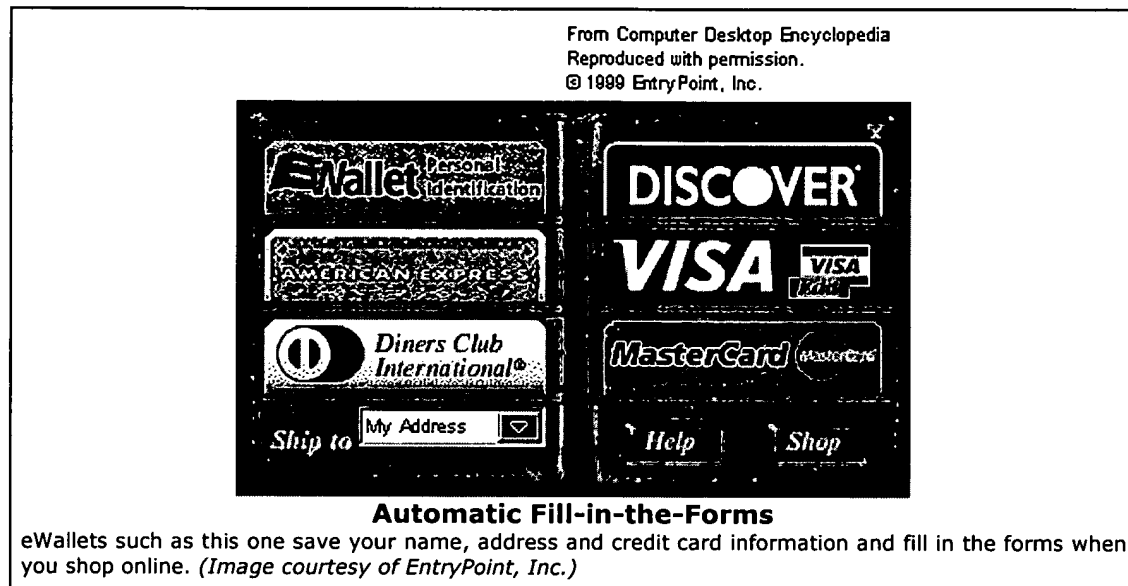 From Computer Desktop Encyclopedia
Reproduced with permission.
© 1999 EntryPoint, Inc.
eWallet Personal
Identification
AMERICAN EXPRESS
Diners Club
International®
Ship to My Address
DISCOVER
VISA VISA
MasterCard MasterCard
Help Shop
Automatic Fill-in-the-Forms
eWallets such as this one save your name, address and credit card information and fill in the forms when
you shop online. (Image courtesy of EntryPoint, Inc.)